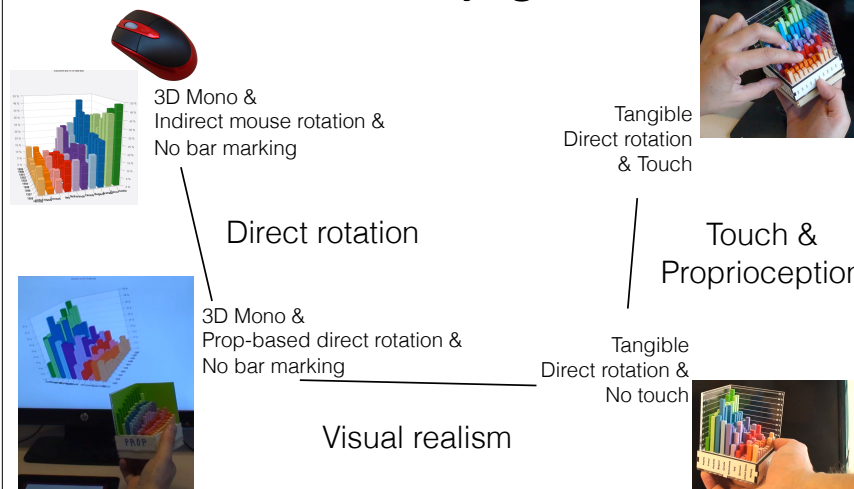 3D Mono &
Indirect mouse rotation &
No bar marking
Tangible
Direct rotation
& Touch
Direct rotation
Touch &
Proprioception
3D Mono &
Prop-based direct rotation &
No bar marking
Tangible
Direct rotation &
No touch
PROP
Visual realism